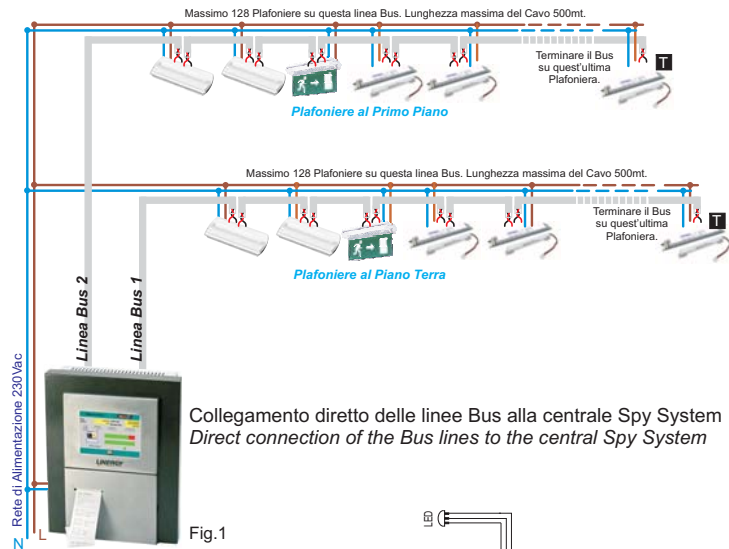 Massimo 128 Plafoniere su questa linea Bus. Lunghezza massima del Cavo 500mt.
Terminare il Bus
su quest'ultima
Plafoniera.
T
Plafoniere al Primo Piano
Massimo 128 Plafoniere su questa linea Bus. Lunghezza massima del Cavo 500mt.
Terminare il Bus
su quest'ultima
Plafoniera.
T
Plafoniere al Piano Terra
Linea Bus 2
Linea Bus 1
Rete di Alimentazione 230Vac
LINERGY
Collegamento diretto delle linee Bus alla centrale Spy System
Direct connection of the Bus lines to the central Spy System
LED
Fig.1
N
L